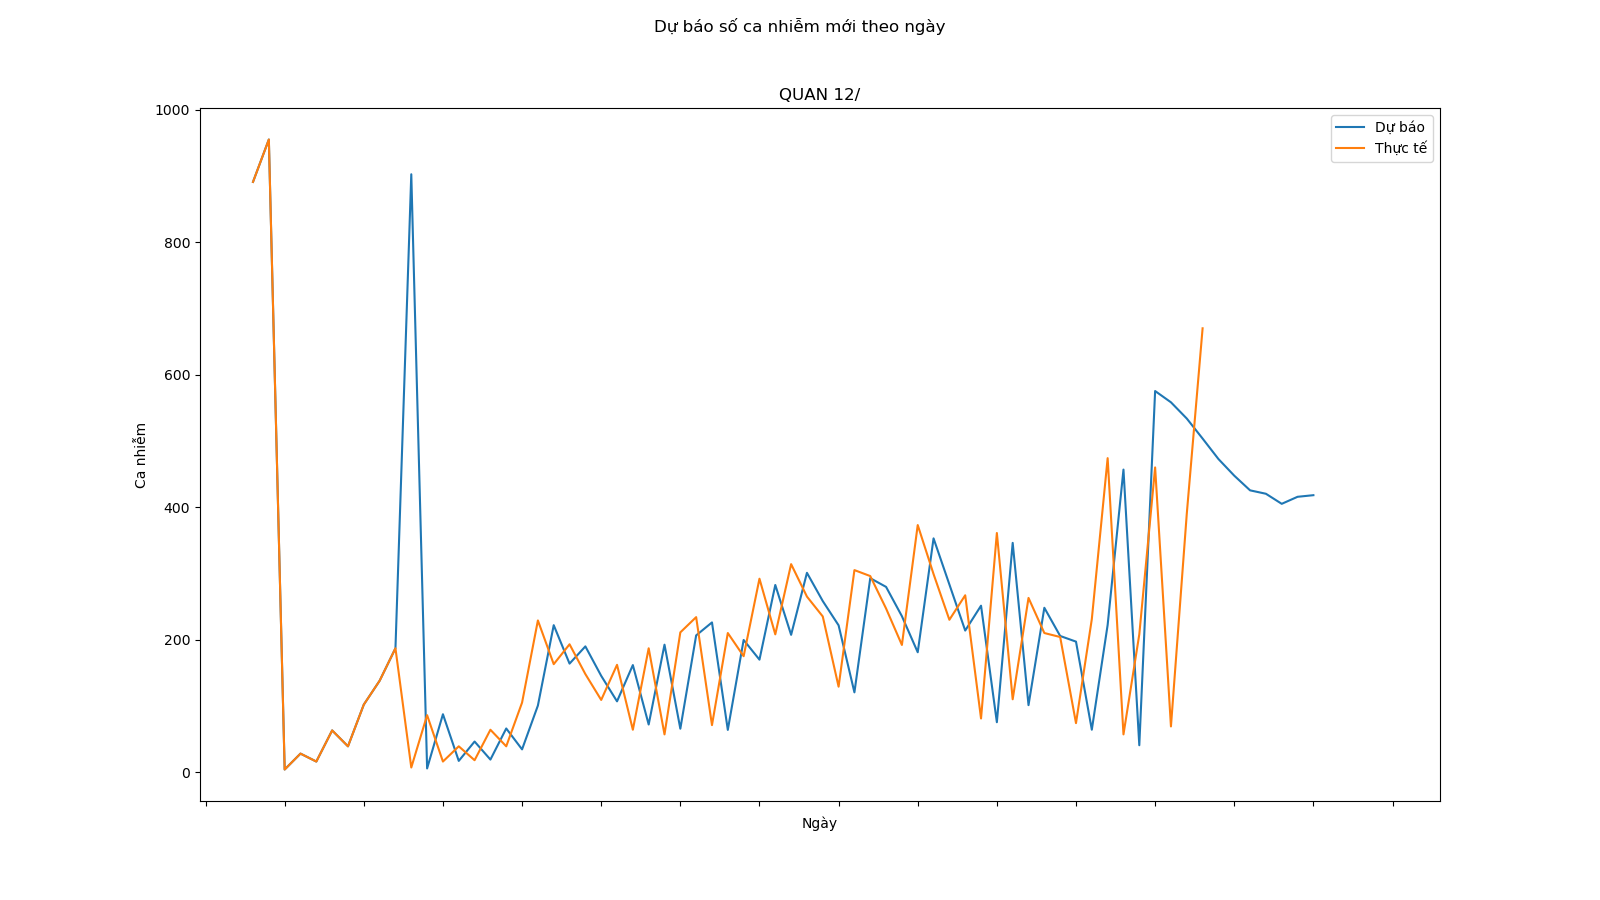 Dự báo số ca nhiễm mới theo ngày
QUAN 12/
1000
800
600
400
200
0
Ca nhiễm
Ngày
Dự báo
Thực tế